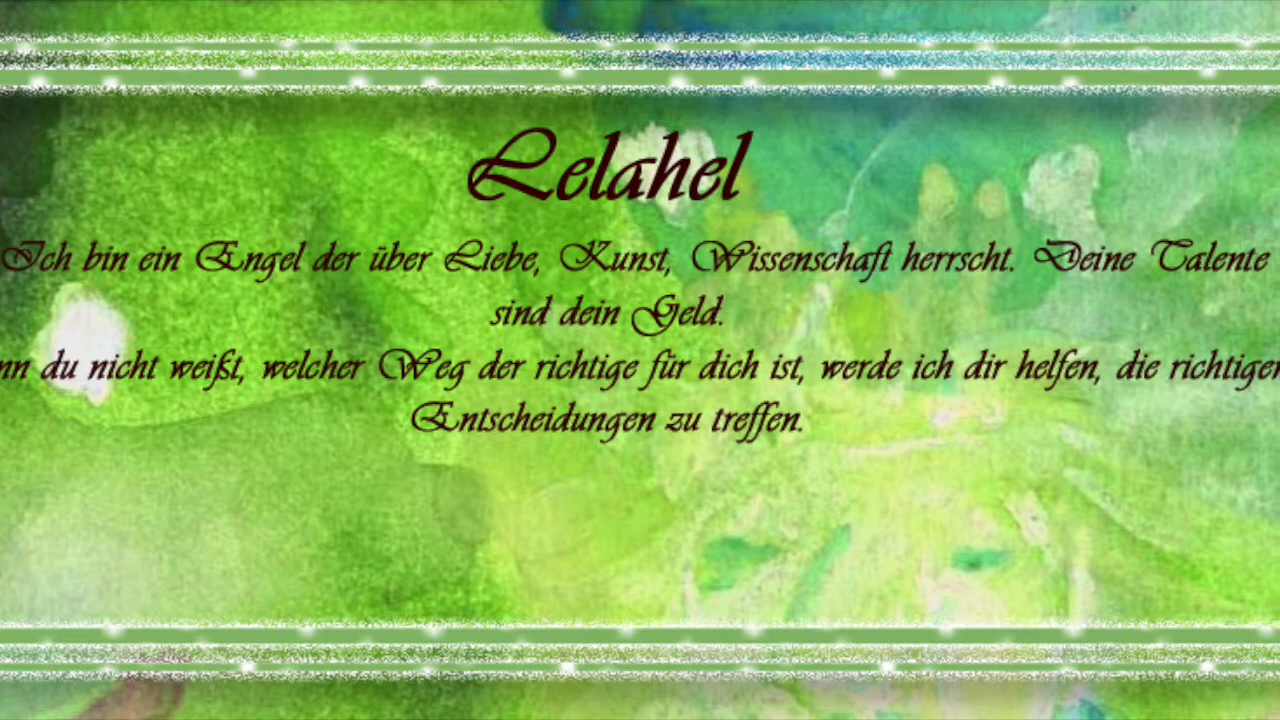 Lelahel
Ich bin ein Engel der über Liebe, Kunst, Wissenschaft herrscht. Deine Talente
sind dein Geld.
nn du nicht weißt, welcher Weg der richtige für dich ist, werde ich dir helfen, die richtigen
Entscheidungen zu treffen.